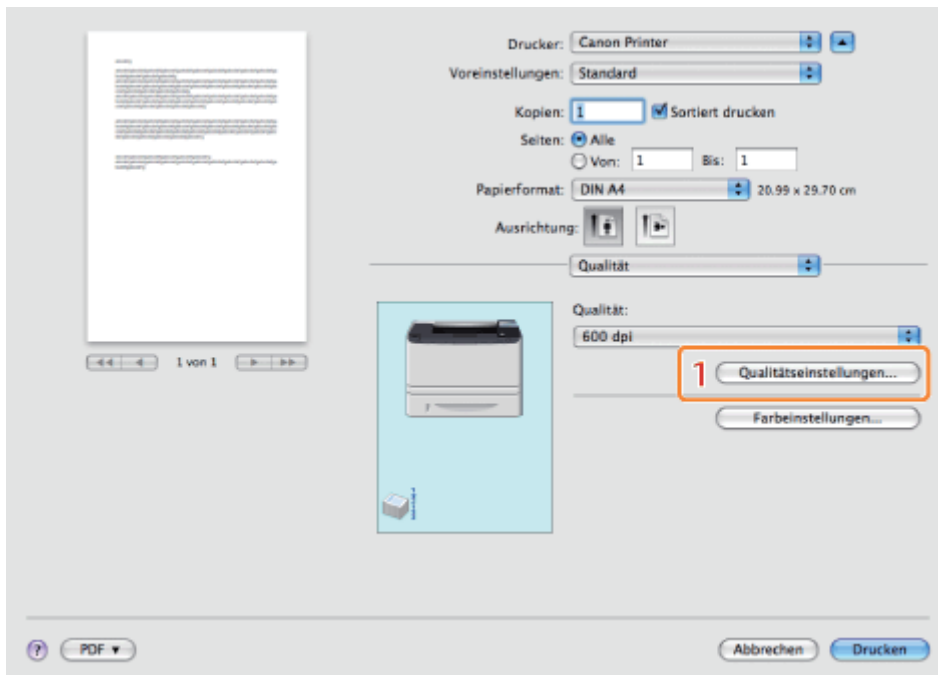 Drucker: Canon Printer
Voreinstellungen: Standard
Kopien: 1 Sortiert drucken
Seiten: Alle
Von: 1 Bis: 1
Papierformat: DIN A4 20.99 x 29.70 cm
Ausrichtung:
Qualität
Qualität:
600 dpi
1 von 1
1 Qualitätseinstellungen...
Farbeinstellungen...
? PDF Abbrechen Drucken